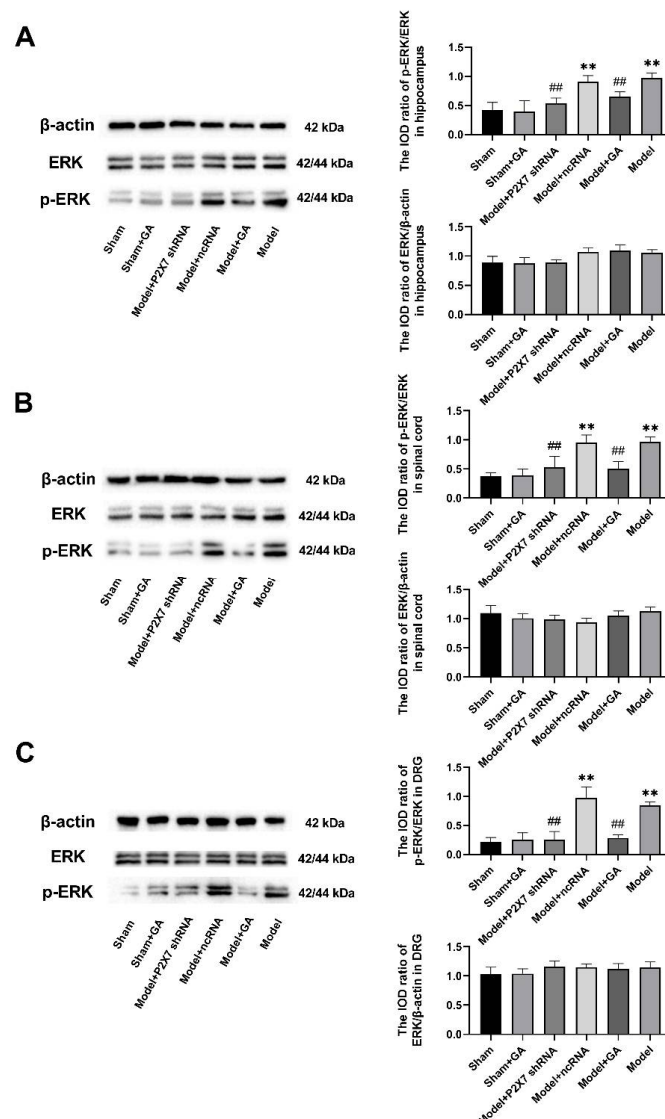 A
β-actin
42 kDa
ERK
42/44 kDa
p-ERK
42/44 kDa
Sham
Sham+GA
Model+P2X7 shRNA
Model+ncRNA
Model+GA
Model
The IOD ratio of p-ERK/ERK
in hippocampus
1.5
1.0
0.5
0.0
##
**
##
**
Sham
Sham+GA
Model+P2X7 shRNA
Model+ncRNA
Model+GA
Model
The IOD ratio of ERK/β-actin
in hippocampus
1.5
1.0
0.5
0.0
Sham
Sham+GA
Model+P2X7 shRNA
Model+ncRNA
Model+GA
Model
B
β-actin
42 kDa
ERK
42/44 kDa
p-ERK
42/44 kDa
Sham
Sham+GA
Model+P2X7 shRNA
Model+ncRNA
Model+GA
Model
The IOD ratio of p-ERK/ERK
in spinal cord
1.5
1.0
0.5
0.0
##
**
##
**
Sham
Sham+GA
Model+P2X7 shRNA
Model+ncRNA
Model+GA
Model
The IOD ratio of ERK/β-actin
in spinal cord
1.5
1.0
0.5
0.0
Sham
Sham+GA
Model+P2X7 shRNA
Model+ncRNA
Model+GA
Model
C
β-actin
42 kDa
ERK
42/44 kDa
p-ERK
42/44 kDa
Sham
Sham+GA
Model+P2X7 shRNA
Model+ncRNA
Model+GA
Model
The IOD ratio of
p-ERK/ERK in DRG
1.5
1.0
0.5
0.0
##
**
##
**
Sham
Sham+GA
Model+P2X7 shRNA
Model+ncRNA
Model+GA
Model
The IOD ratio of
ERK/β-actin in DRG
1.5
1.0
0.5
0.0
Sham
Sham+GA
Model+P2X7 shRNA
Model+ncRNA
Model+GA
Model